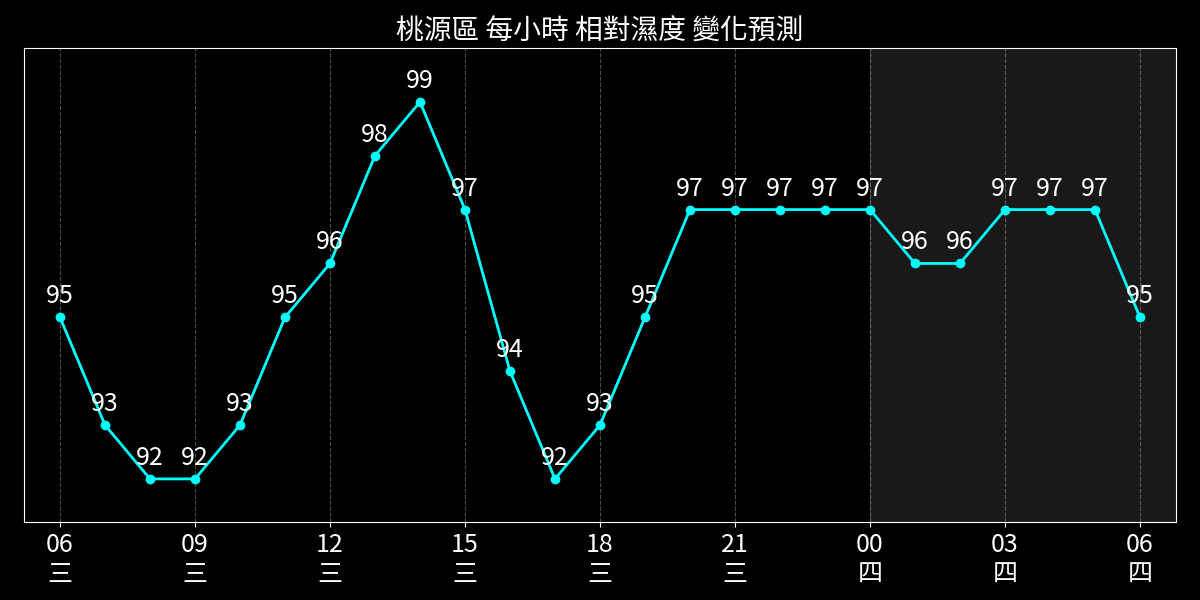 桃源區 每小時 相對濕度 變化預測
95 93 92 92 93 95 96 98 99 97 94 92 93 95 97 97 97 97 97 96 96 97 97 97 95
06 09 12 15 18 21 00 03 06
三 三 三 三 三 三 四 四 四